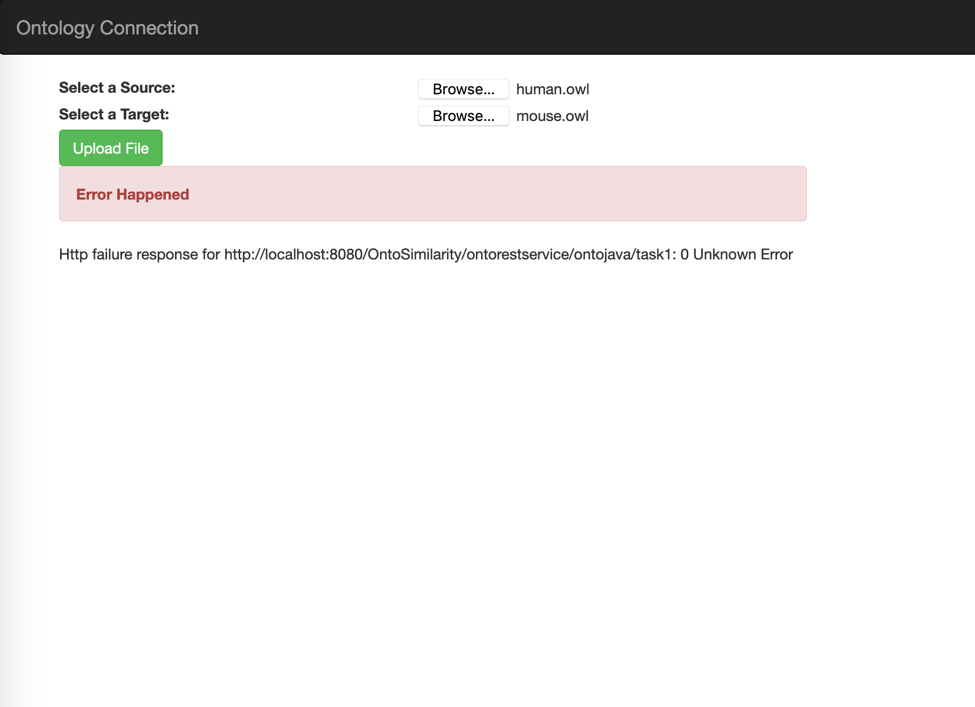 Ontology Connection
Select a Source: Browse... human.owl
Select a Target: Browse... mouse.owl
Upload File
Error Happened
Http failure response for http://localhost:8080/OntoSimilarity/ontorestservice/ontojava/task1: 0 Unknown Error